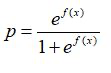 p = e^{f(x)} / (1 + e^{f(x)})